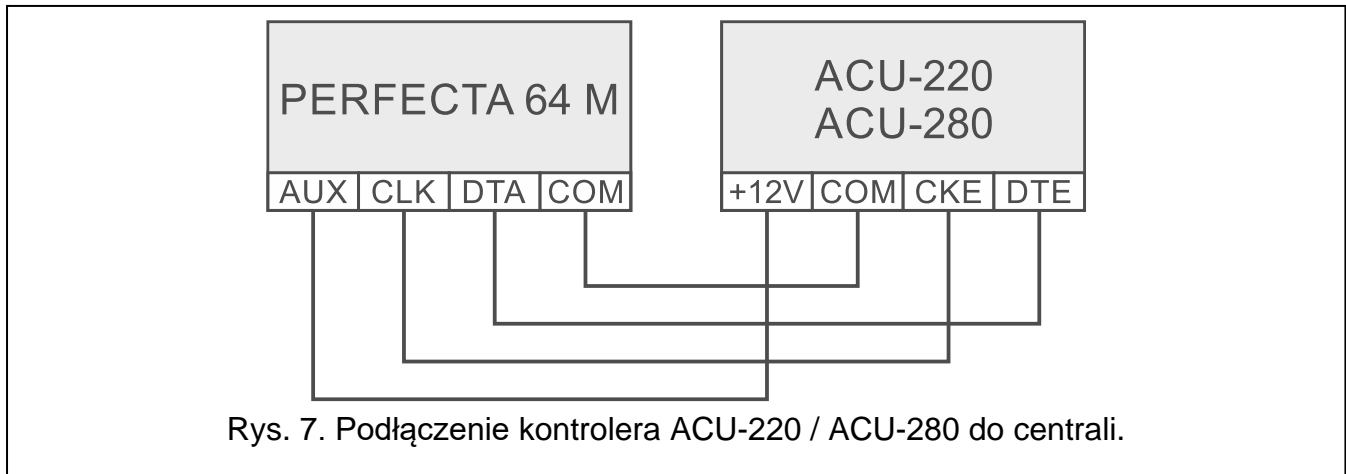 PERFECTA 64 M
AUX CLK DTA COM
ACU-220
ACU-280
+12V COM CKE DTE
Rys. 7. Podłączenie kontrolera ACU-220 / ACU-280 do centrali.